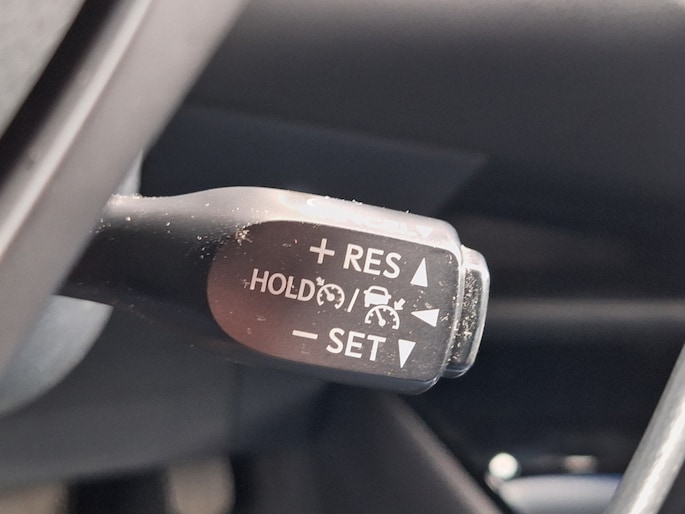 + RES
HOLD /
− SET